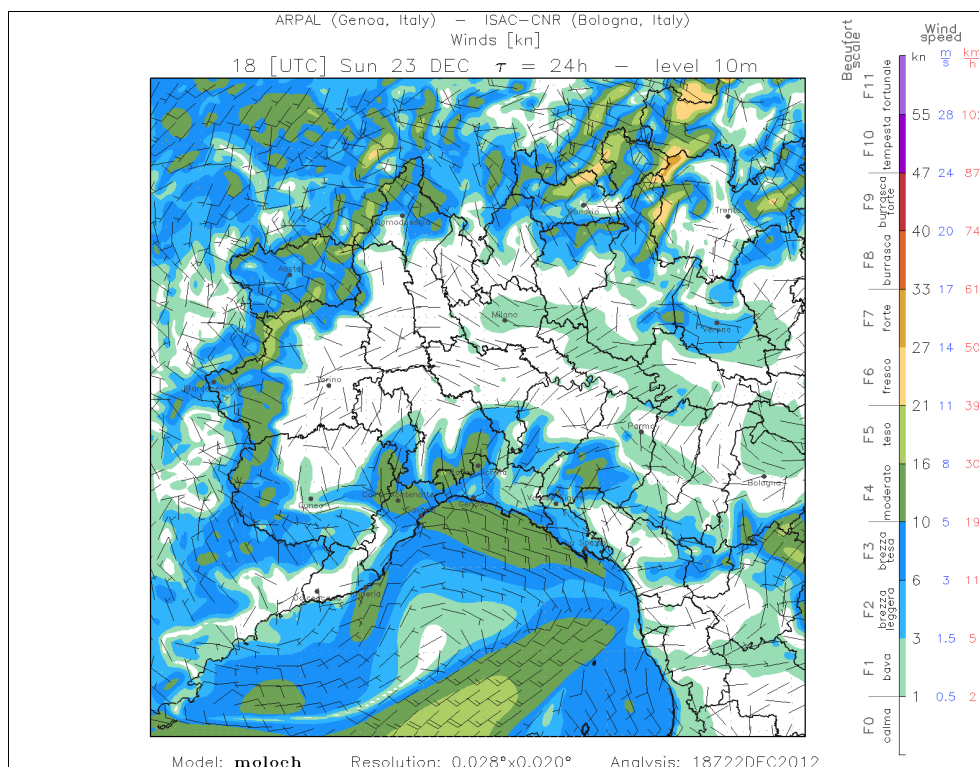 ARPAL (Genoa, Italy) — ISAC-CNR (Bologna, Italy)
Winds [kn]
18 [UTC] Sun 23 DEC τ = 24h — level 10m
Beaufort scale
Wind speed
kn
m/s
km/h
F11 fortunale
F10 tempesta
55 28 102
F9 burrasca forte
47 24 87
F8 burrasca
40 20 74
F7 forte
33 17 61
F6 fresco
27 14 50
F5 teso
21 11 39
F4 moderato
16 8 30
F3 brezza tesa
10 5 19
F2 brezza leggera
6 3 11
F1 bava
3 1.5 5
F0 calma
1 0.5 2
Trento
Aosta
Milano
Verona
Torino
Parma
Bologna
Cuneo
Model: moloch Resolution: 0.028°x0.020° Analysis: 18Z22DEC2012